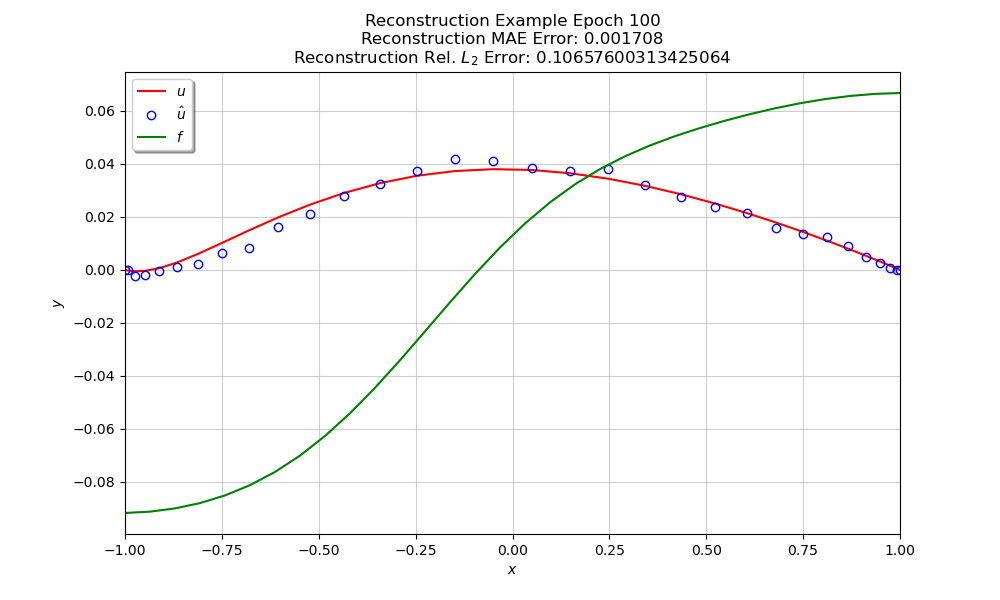 Reconstruction Example Epoch 100
Reconstruction MAE Error: 0.001708
Reconstruction Rel. L₂ Error: 0.10657600313425064
u
û
f
0.06
0.04
0.02
0.00
−0.02
−0.04
−0.06
−0.08
y
−1.00 −0.75 −0.50 −0.25 0.00 0.25 0.50 0.75 1.00
x